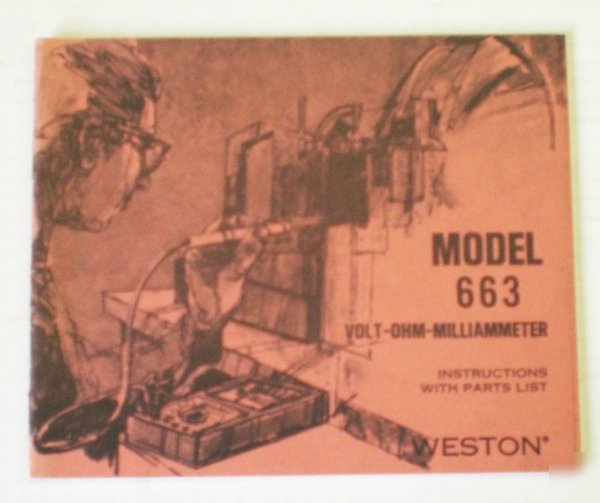 MODEL
663
VOLT-OHM-MILLIAMMETER
INSTRUCTIONS
WITH PARTS LIST
WESTON®